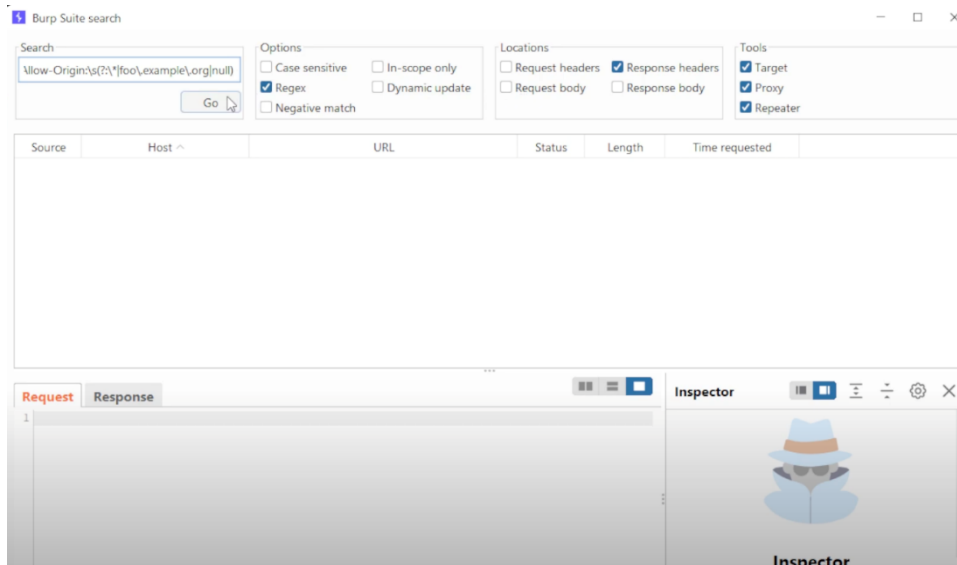 Burp Suite search
Search
Allow-Origin:\s(?:\*|foo\.example\.org|null)
Go
Options
Case sensitive
In-scope only
Regex
Dynamic update
Negative match
Locations
Request headers
Response headers
Request body
Response body
Tools
Target
Proxy
Repeater
Source Host URL Status Length Time requested
Request Response
1
Inspector
Inspector